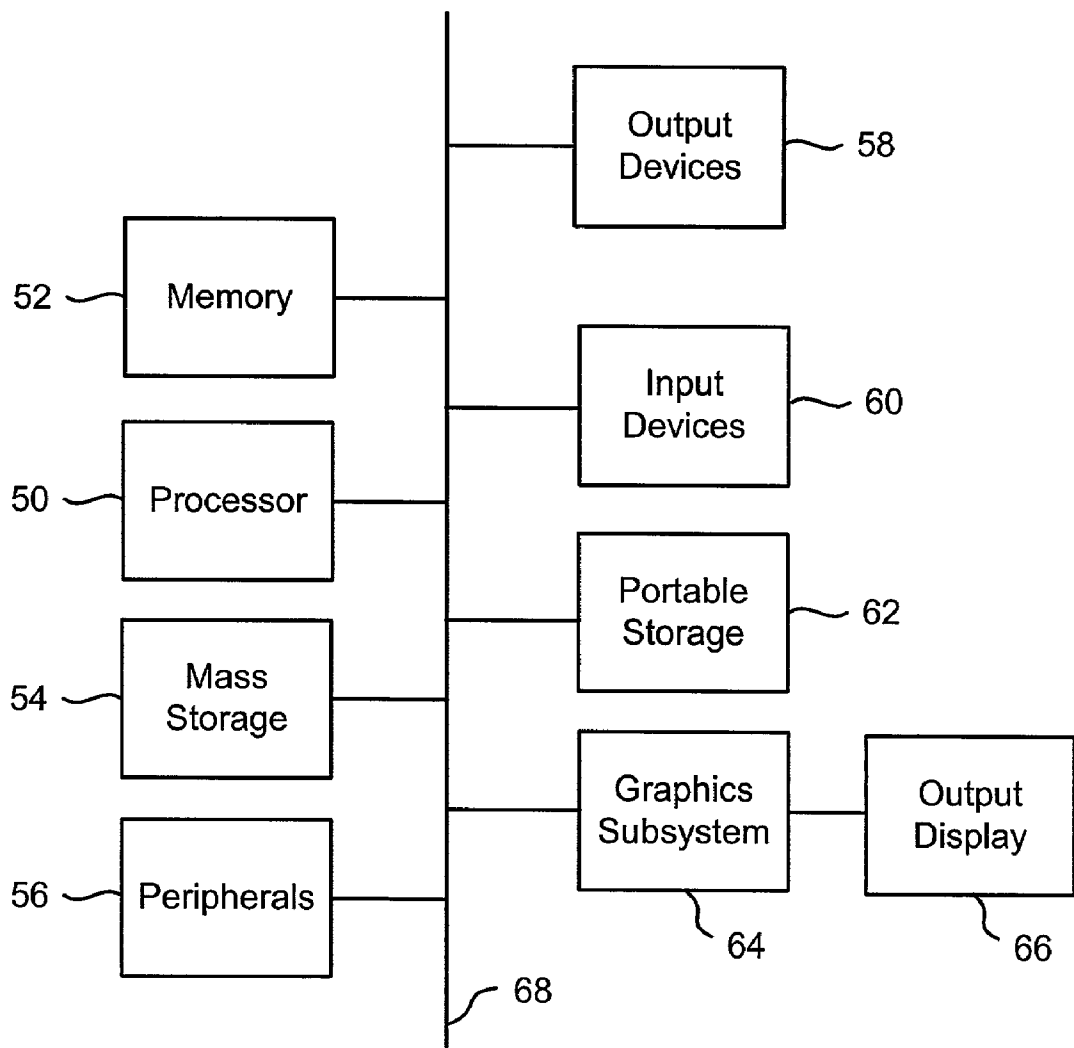 Output
Devices
58
52
Memory
Input
Devices
60
50
Processor
Portable
Storage
62
54
Mass
Storage
Graphics
Subsystem
Output
Display
56
Peripherals
64
66
68